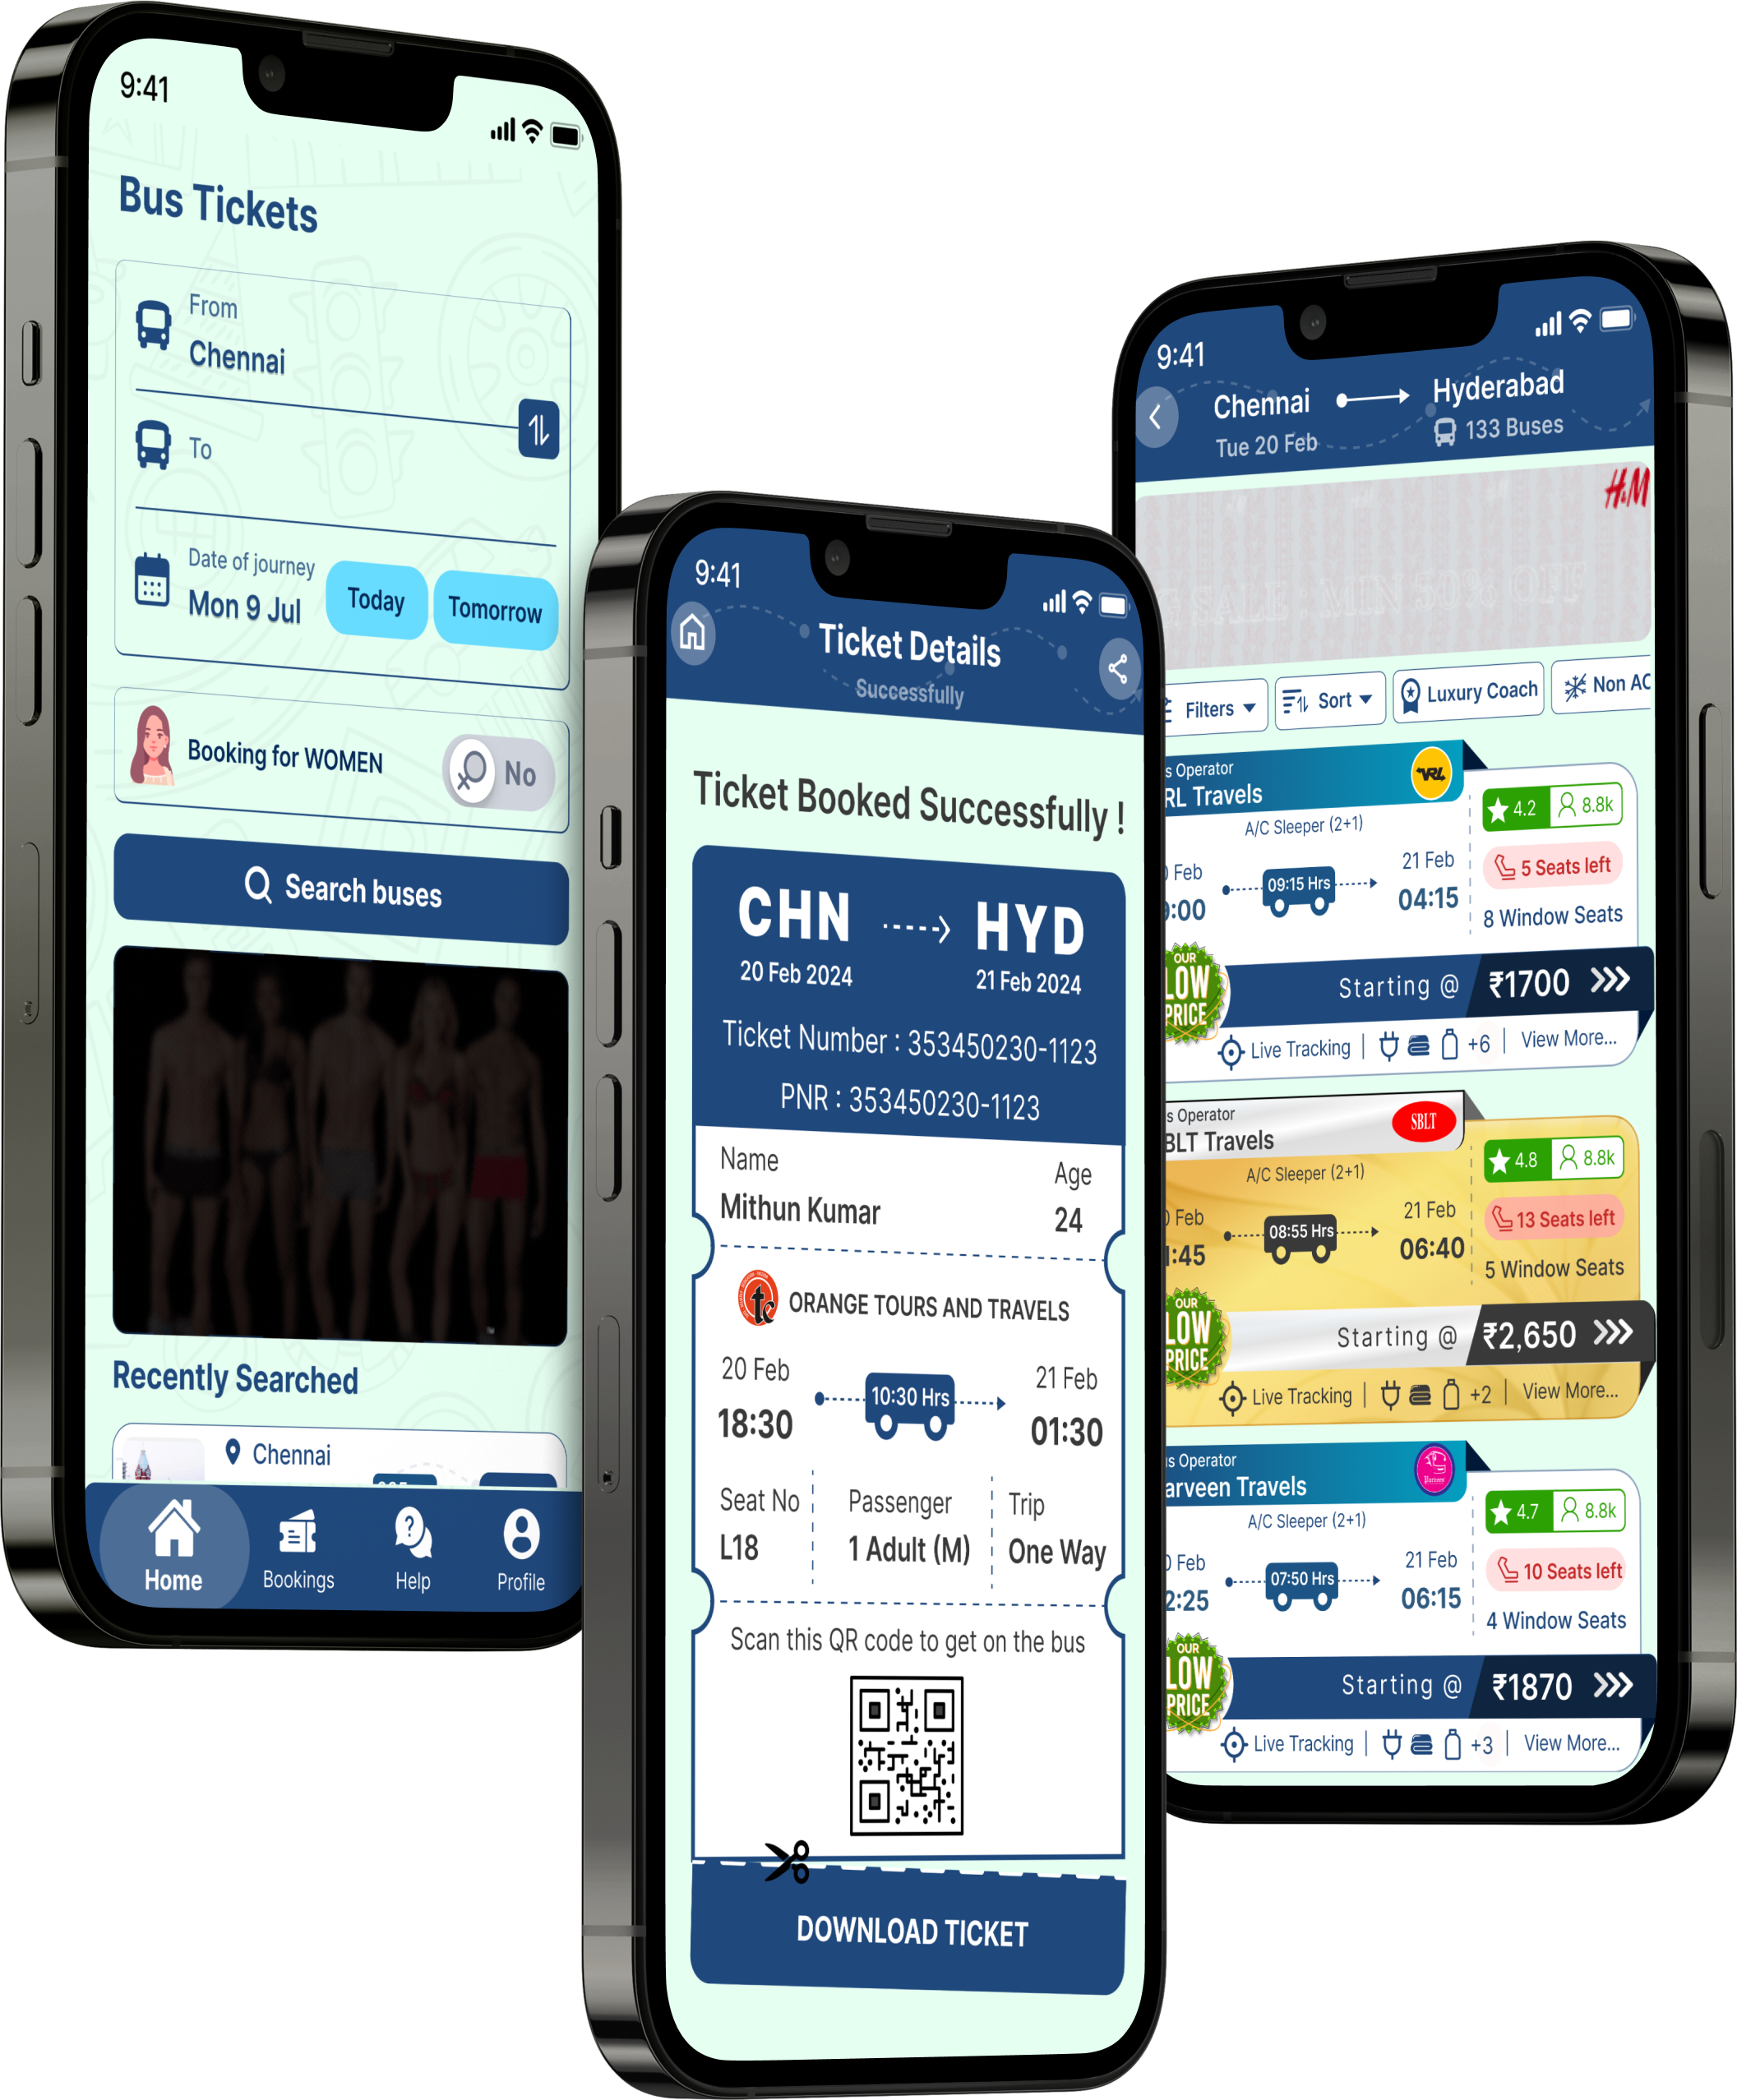 9:41
Bus Tickets
From
Chennai
To
Date of journey
Mon 9 Jul
Today
Tomorrow
Booking for WOMEN
No
Search buses
Recently Searched
Chennai
Home
Bookings
Help
Profile
9:41
Ticket Details
Successfully
Ticket Booked Successfully !
CHN
HYD
20 Feb 2024
21 Feb 2024
Ticket Number : 353450230-1123
PNR : 353450230-1123
Name
Age
Mithun Kumar
24
tc
ORANGE TOURS AND TRAVELS
20 Feb
10:30 Hrs
21 Feb
18:30
01:30
Seat No
Passenger
Trip
L18
1 Adult (M)
One Way
Scan this QR code to get on the bus
DOWNLOAD TICKET
9:41
Chennai
Hyderabad
Tue 20 Feb
133 Buses
H&M
SALE : MIN 50% OFF
Filters
Sort
Luxury Coach
Non AC
s Operator
RL Travels
VRL
A/C Sleeper (2+1)
4.2
8.8k
Feb
09:15 Hrs
21 Feb
:00
04:15
5 Seats left
8 Window Seats
OUR
LOW
PRICE
Starting @
₹1700
Live Tracking
+6
View More...
s Operator
BLT Travels
SBLT
A/C Sleeper (2+1)
4.8
8.8k
Feb
08:55 Hrs
21 Feb
:45
06:40
13 Seats left
5 Window Seats
OUR
LOW
PRICE
Starting @
₹2,650
Live Tracking
+2
View More...
s Operator
arveen Travels
Parveen
A/C Sleeper (2+1)
4.7
8.8k
Feb
07:50 Hrs
21 Feb
2:25
06:15
10 Seats left
4 Window Seats
OUR
LOW
PRICE
Starting @
₹1870
Live Tracking
+3
View More...